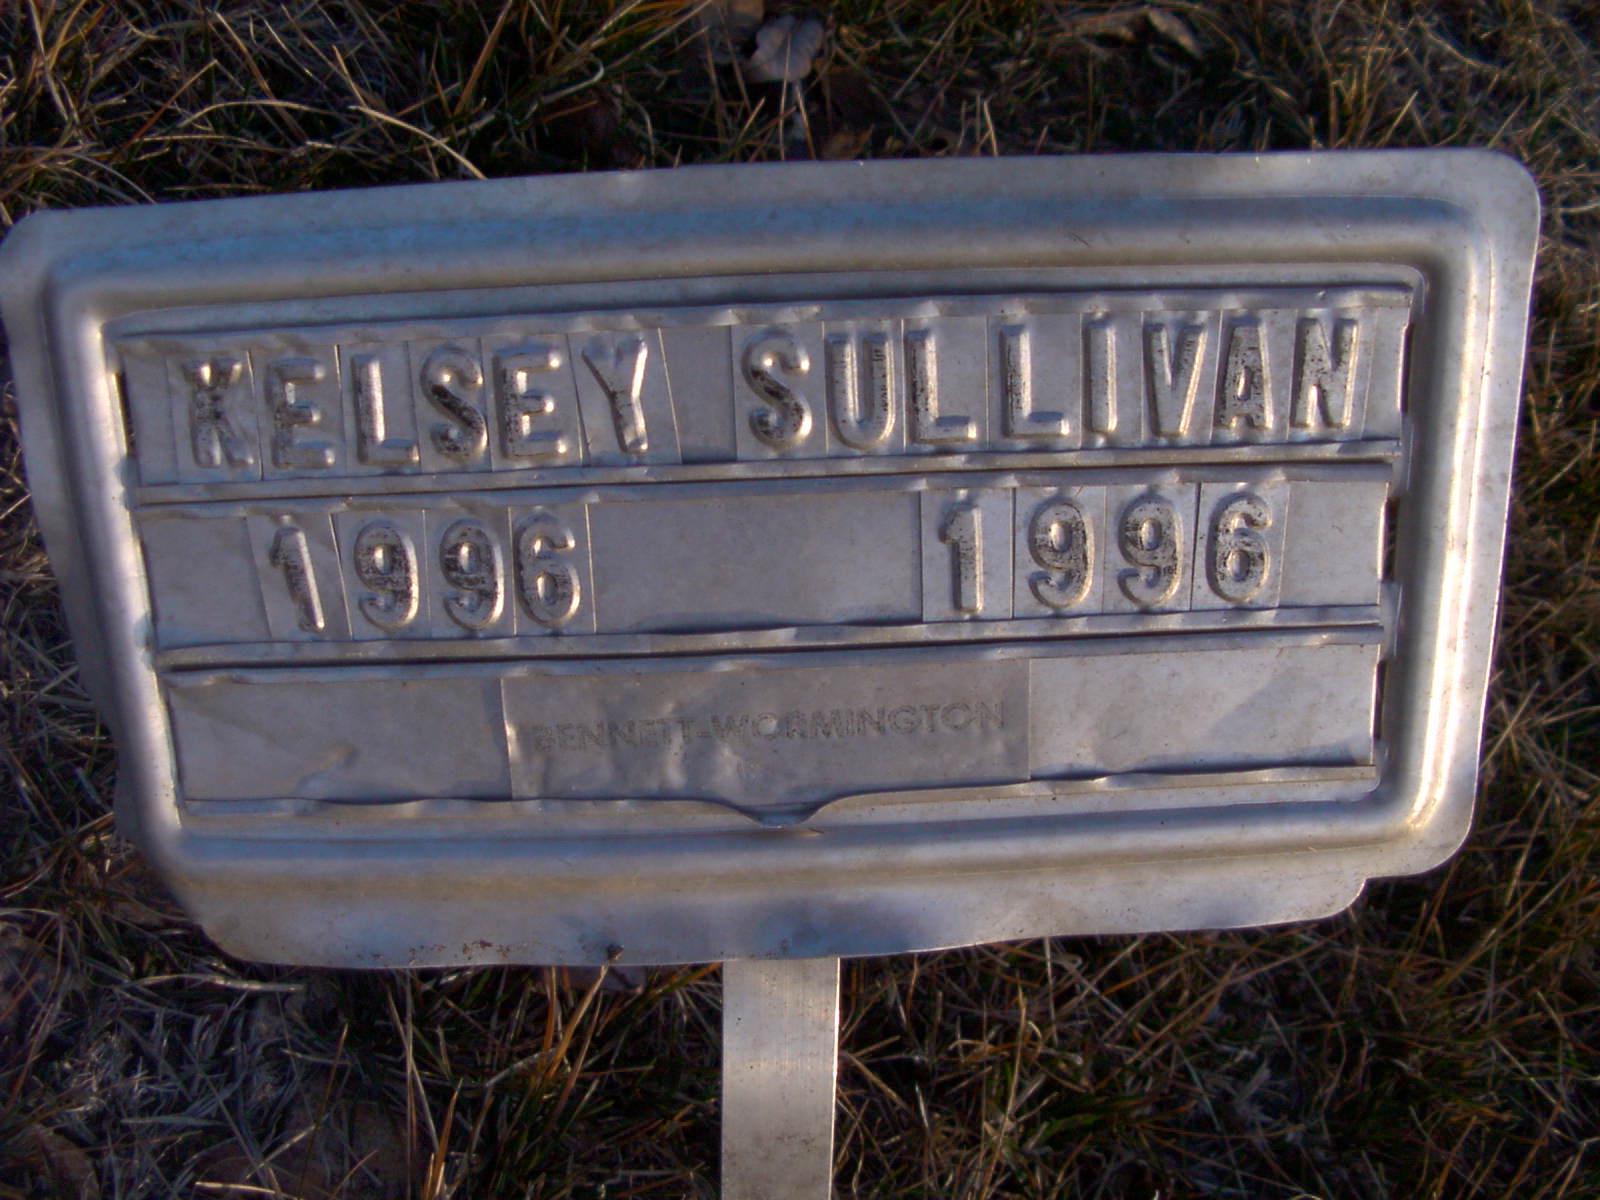 KELSEY SULLIVAN
1996 1996
BENNETT-WORMINGTON